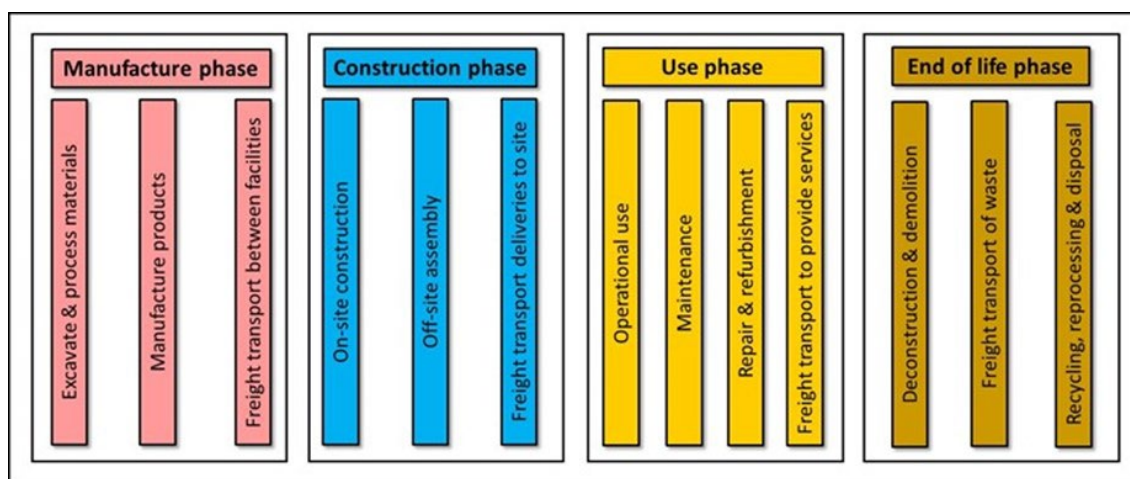 Manufacture phase
Excavate & process materials
Manufacture products
Freight transport between facilities
Construction phase
On-site construction
Off-site assembly
Freight transport deliveries to site
Use phase
Operational use
Maintenance
Repair & refurbishment
Freight transport to provide services
End of life phase
Deconstruction & demolition
Freight transport of waste
Recycling, reprocessing & disposal